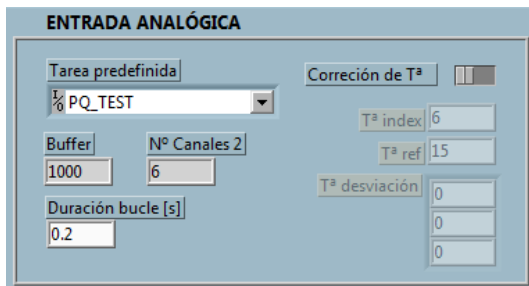 ENTRADA ANALÓGICA
Tarea predefinida
I/O PQ_TEST
Correción de Tª
Tª index 6
Tª ref 15
Buffer
1000
Nº Canales 2
6
Tª desviación
0
0
0
Duración bucle [s]
0.2